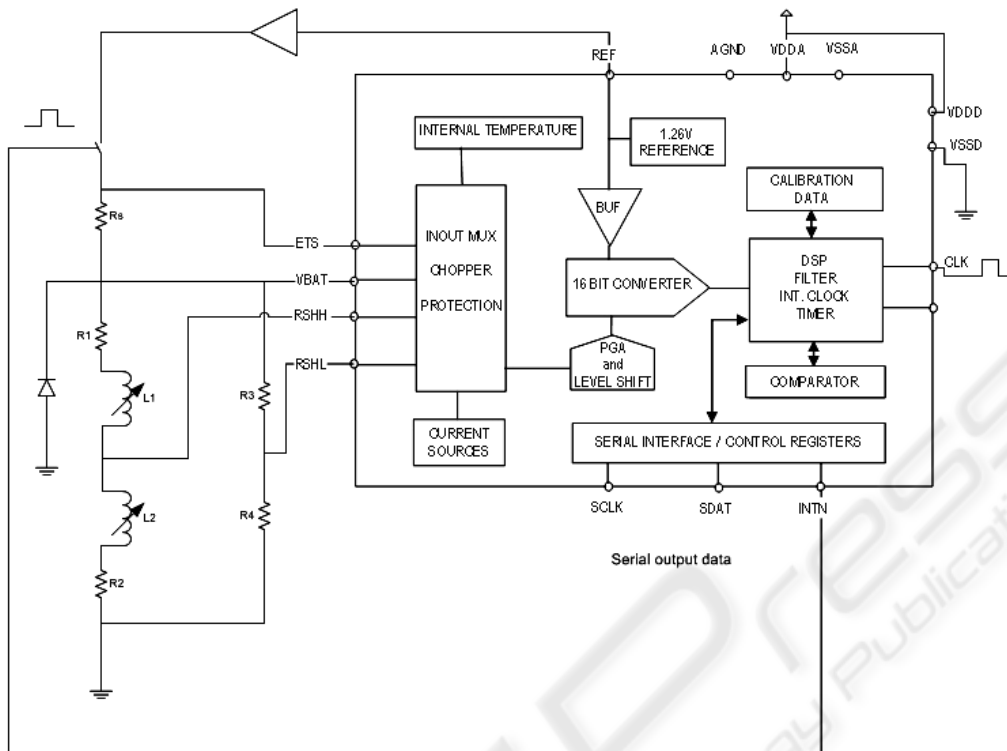 REF
AGND
VDDA
VSSA
VDDD
VSSD
INTERNAL TEMPERATURE
1.26V
REFERENCE
CALIBRATION
DATA
Rs
BUF
ETS
VBAT
RSHH
RSHL
INOUT MUX
CHOPPER
PROTECTION
16 BIT CONVERTER
DSP
FILTER
INT. CLOCK
TIMER
CLK
R1
L1
R3
PGA
and
LEVEL SHIFT
COMPARATOR
CURRENT
SOURCES
SERIAL INTERFACE / CONTROL REGISTERS
L2
R4
R2
SCLK
SDAT
INTN
Serial output data
Press